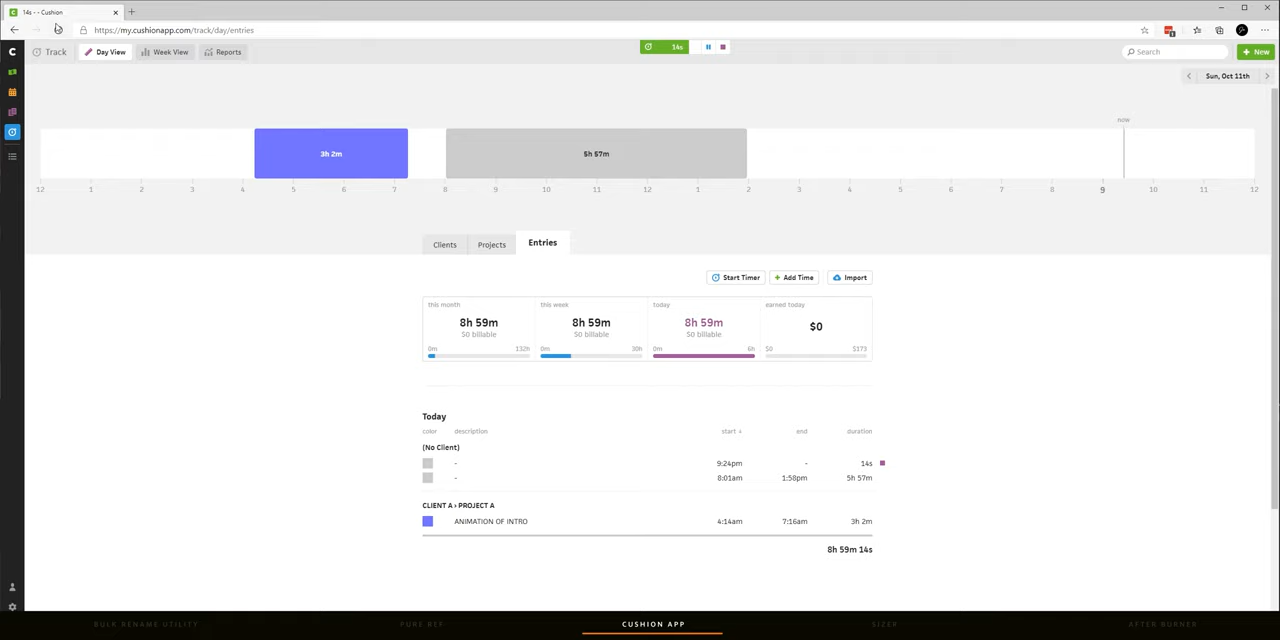 14s - - Cushion
https://my.cushionapp.com/track/day/entries
Track
Day View
Week View
Reports
14s
Search
New
Sun, Oct 11th
now
3h 2m
5h 57m
12 1 2 3 4 5 6 7 8 9 10 11 12 1 2 3 4 5 6 7 8 9 10 11 12
Clients
Projects
Entries
Start Timer
Add Time
Import
this month this week today earned today
8h 59m 8h 59m 8h 59m $0
$0 billable $0 billable $0 billable
0m 132h 0m 30h 0m 6h $0 $173
Today
color description start end duration
(No Client)
- 9:24pm - 14s
- 8:01am 1:58pm 5h 57m
CLIENT A › PROJECT A
ANIMATION OF INTRO 4:14am 7:16am 3h 2m
8h 59m 14s
BULK RENAME UTILITY PURE REF CUSHION APP SIZER AFTER BURNER